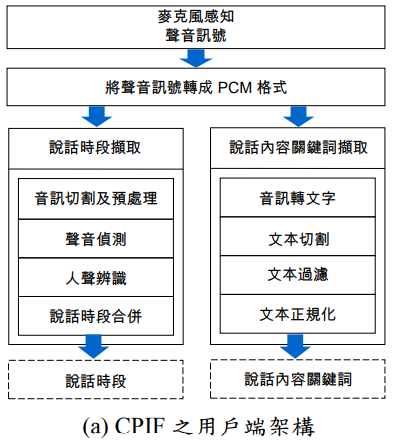 麥克風感知
聲音訊號
將聲音訊號轉成 PCM 格式
說話時段擷取
音訊切割及預處理
聲音偵測
人聲辨識
說話時段合併
說話時段
說話內容關鍵詞擷取
音訊轉文字
文本切割
文本過濾
文本正規化
說話內容關鍵詞
(a) CPIF 之用戶端架構